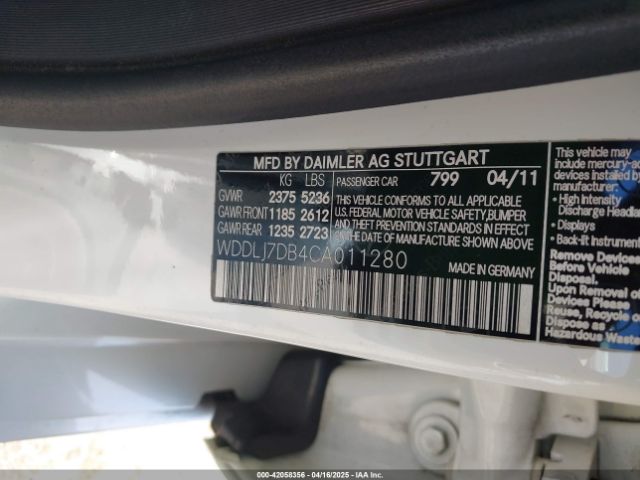 MFD BY DAIMLER AG STUTTGART
KG LBS
GVWR 2375 5236
GAWR FRONT 1185 2612
GAWR REAR 1235 2723
PASSENGER CAR 799 04/11
THIS VEHICLE CONFORMS TO ALL APPLICABLE
U.S. FEDERAL MOTOR VEHICLE SAFETY, BUMPER
AND THEFT PREVENTION STANDARDS IN EFFECT
ON THE DATE OF MANUFACTURE SHOWN ABOVE.
WDDLJ7DB4CA011280
MADE IN GERMANY
This vehicle may
include mercury-
devices installed by
manufacturer:
• High Intensity
Discharge
• Displays
• Back-lit Instrument
Remove Devices
Before Vehicle
Disposal.
Upon Removal of
Devices Please
Reuse, Recycle or
Dispose as
Hazardous Waste
000-42058356 - 04/16/2025 - IAA Inc.